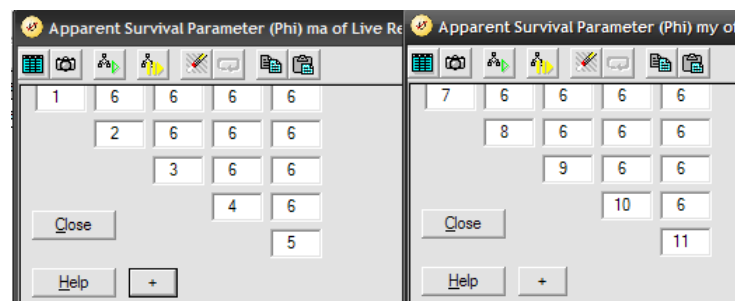 Apparent Survival Parameter (Phi) ma of Live Re
1 6 6 6 6
2 6 6 6
3 6 6
4 6
5
Close
Help +
Apparent Survival Parameter (Phi) my of
7 6 6 6 6
8 6 6 6
9 6 6
10 6
11
Close
Help +